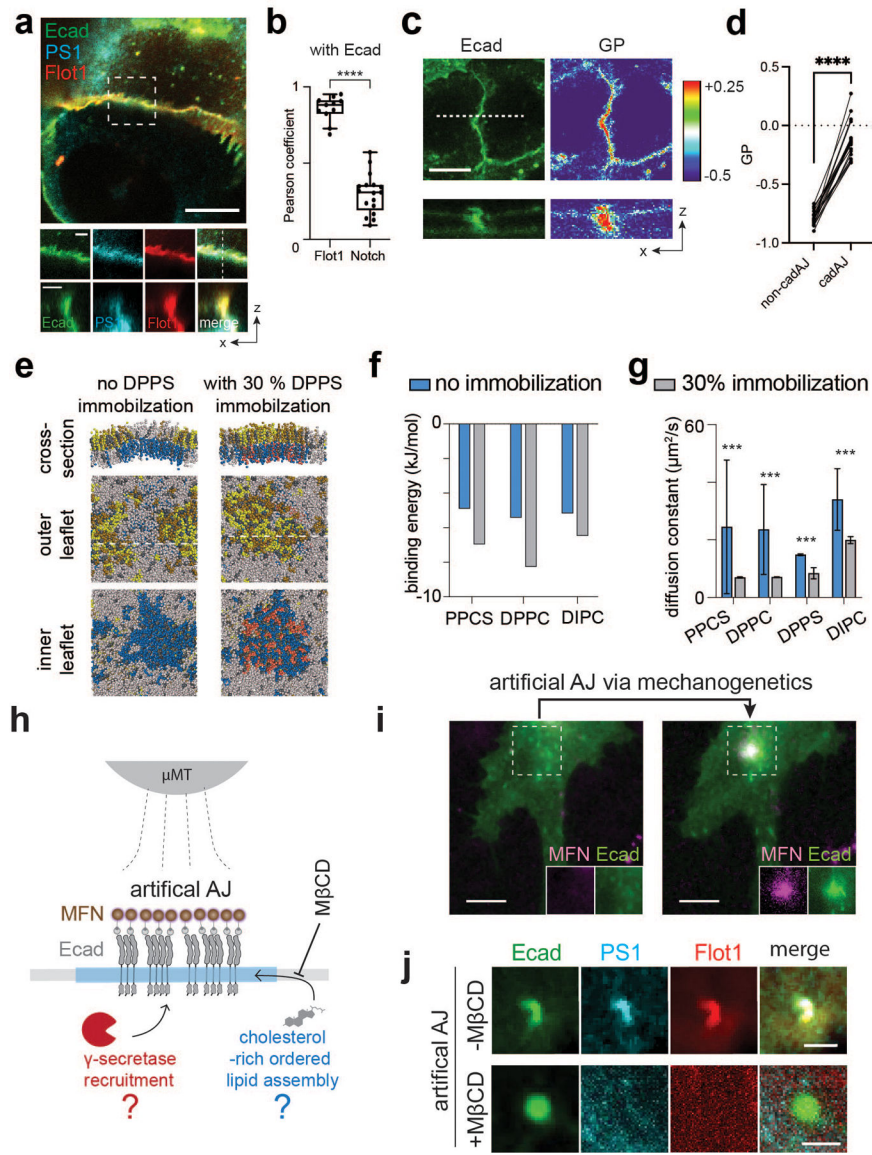 a
Ecad
PS1
Flot1
Ecad
PS1
Flot1
merge
z
x
b
with Ecad
****
Pearson coefficient
1
0
Flot1 Notch
c
Ecad
GP
+0.25
-0.5
z
x
d
****
GP
0.5
0.0
-0.5
-1.0
non-cadAJ
cadAJ
e
no DPPS
immobilzation
with 30 % DPPS
immobilzation
cross-
section
outer
leaflet
inner
leaflet
f
no immobilization
binding energy (kJ/mol)
0
-10
PPCS DPPC DIPC
g
30% immobilization
diffusion constant (µm²/s)
60
0
***
***
***
***
PPCS
DPPC
DPPS
DIPC
h
µMT
artifical AJ
MFN
Ecad
MβCD
γ-secretase
recruitment
?
cholesterol
-rich ordered
lipid assembly
?
artificial AJ via mechanogenetics
i
MFN Ecad
MFN Ecad
j
Ecad
PS1
Flot1
merge
artifical AJ
-MβCD
+MβCD